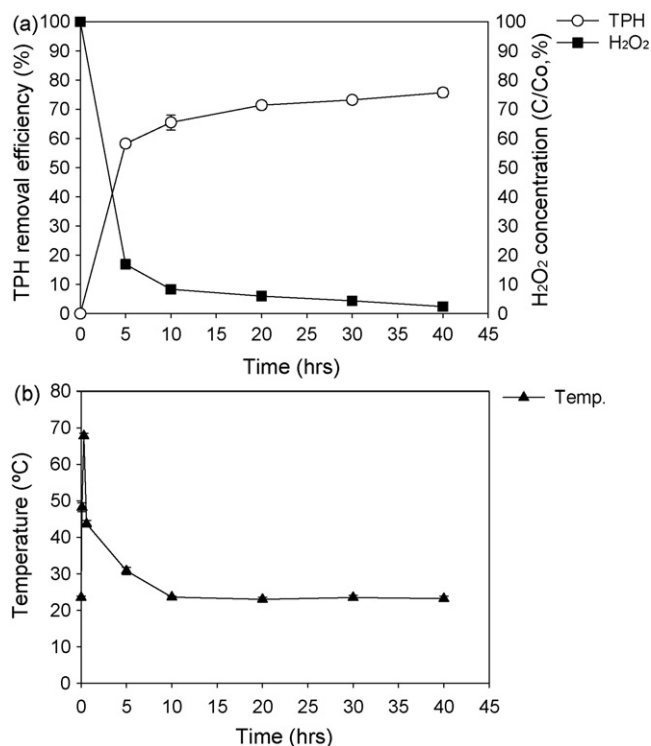 (a)
TPH
H₂O₂
TPH removal efficiency (%)
100
90
80
70
60
50
40
30
20
10
0
H₂O₂ concentration (C/Co,%)
100
90
80
70
60
50
40
30
20
10
0
0 5 10 15 20 25 30 35 40 45
Time (hrs)
(b)
Temp.
Temperature (ºC)
80
70
60
50
40
30
20
10
0
0 5 10 15 20 25 30 35 40 45
Time (hrs)